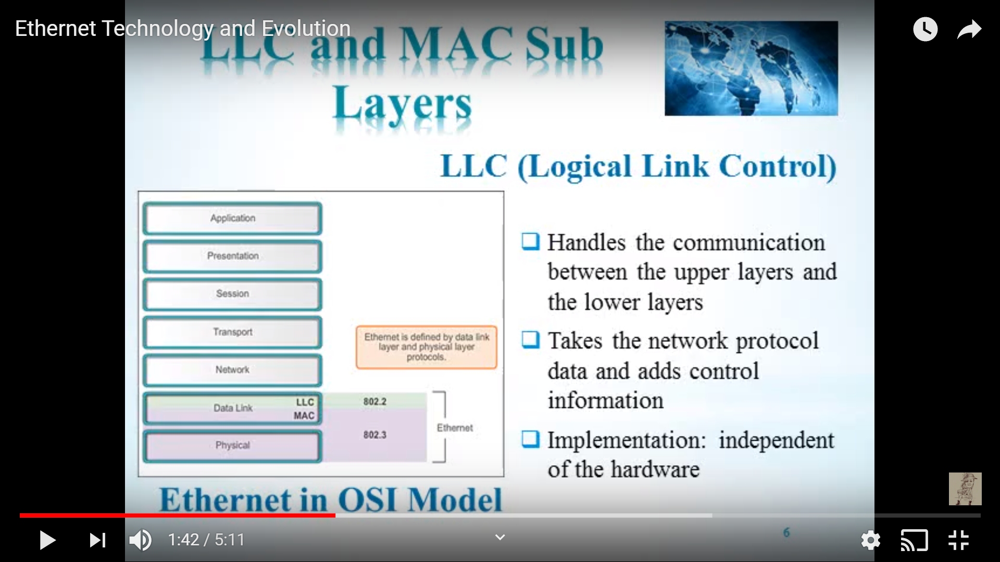 Ethernet Technology and Evolution
LLC and MAC Sub
Layers
LLC (Logical Link Control)
Application
Presentation
Session
Transport
Network
Data Link
LLC
MAC
Physical
802.2
802.3
Ethernet
Ethernet is defined by data link
layer and physical layer
protocols.
Ethernet in OSI Model
Handles the communication
between the upper layers and
the lower layers
Takes the network protocol
data and adds control
information
Implementation: independent
of the hardware
6
1:42 / 5:11